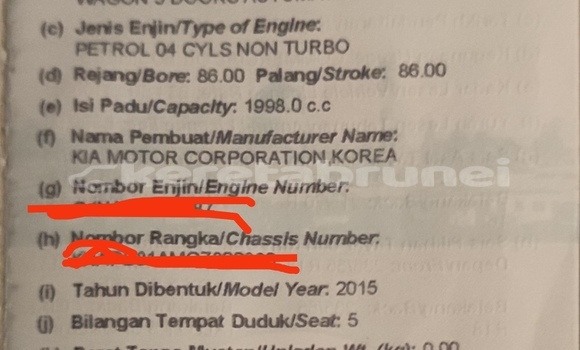 (c) Jenis Enjin/Type of Engine:
PETROL 04 CYLS NON TURBO
(d) Rejang/Bore: 86.00 Palang/Stroke: 86.00
(e) Isi Padu/Capacity: 1998.0 c.c
(f) Nama Pembuat/Manufacturer Name:
KIA MOTOR CORPORATION,KOREA
keretabrunei
(g) Nombor Enjin/Engine Number:
(h) Nombor Rangka/Chassis Number:
(i) Tahun Dibentuk/Model Year: 2015
(j) Bilangan Tempat Duduk/Seat: 5